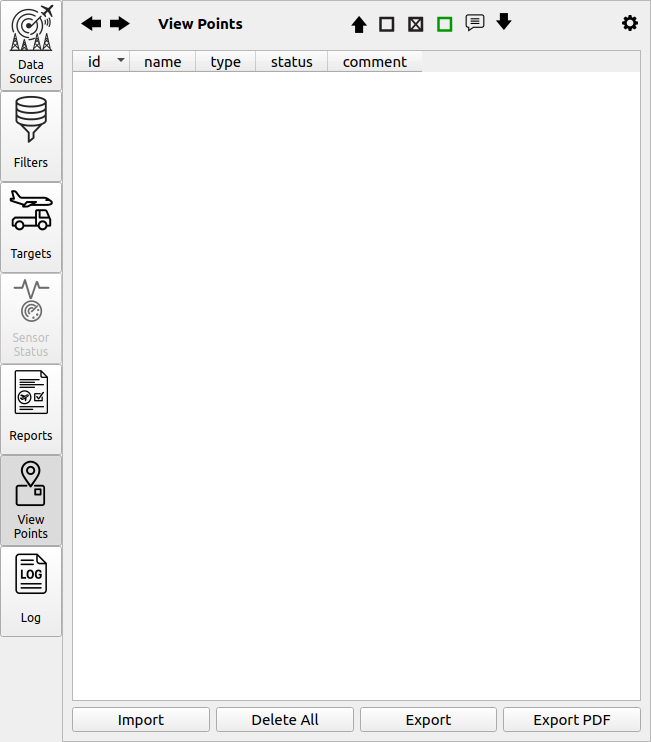 Data
Sources
Filters
Targets
Sensor
Status
Reports
View
Points
LOG
Log
View Points
id name type status comment
Import Delete All Export Export PDF